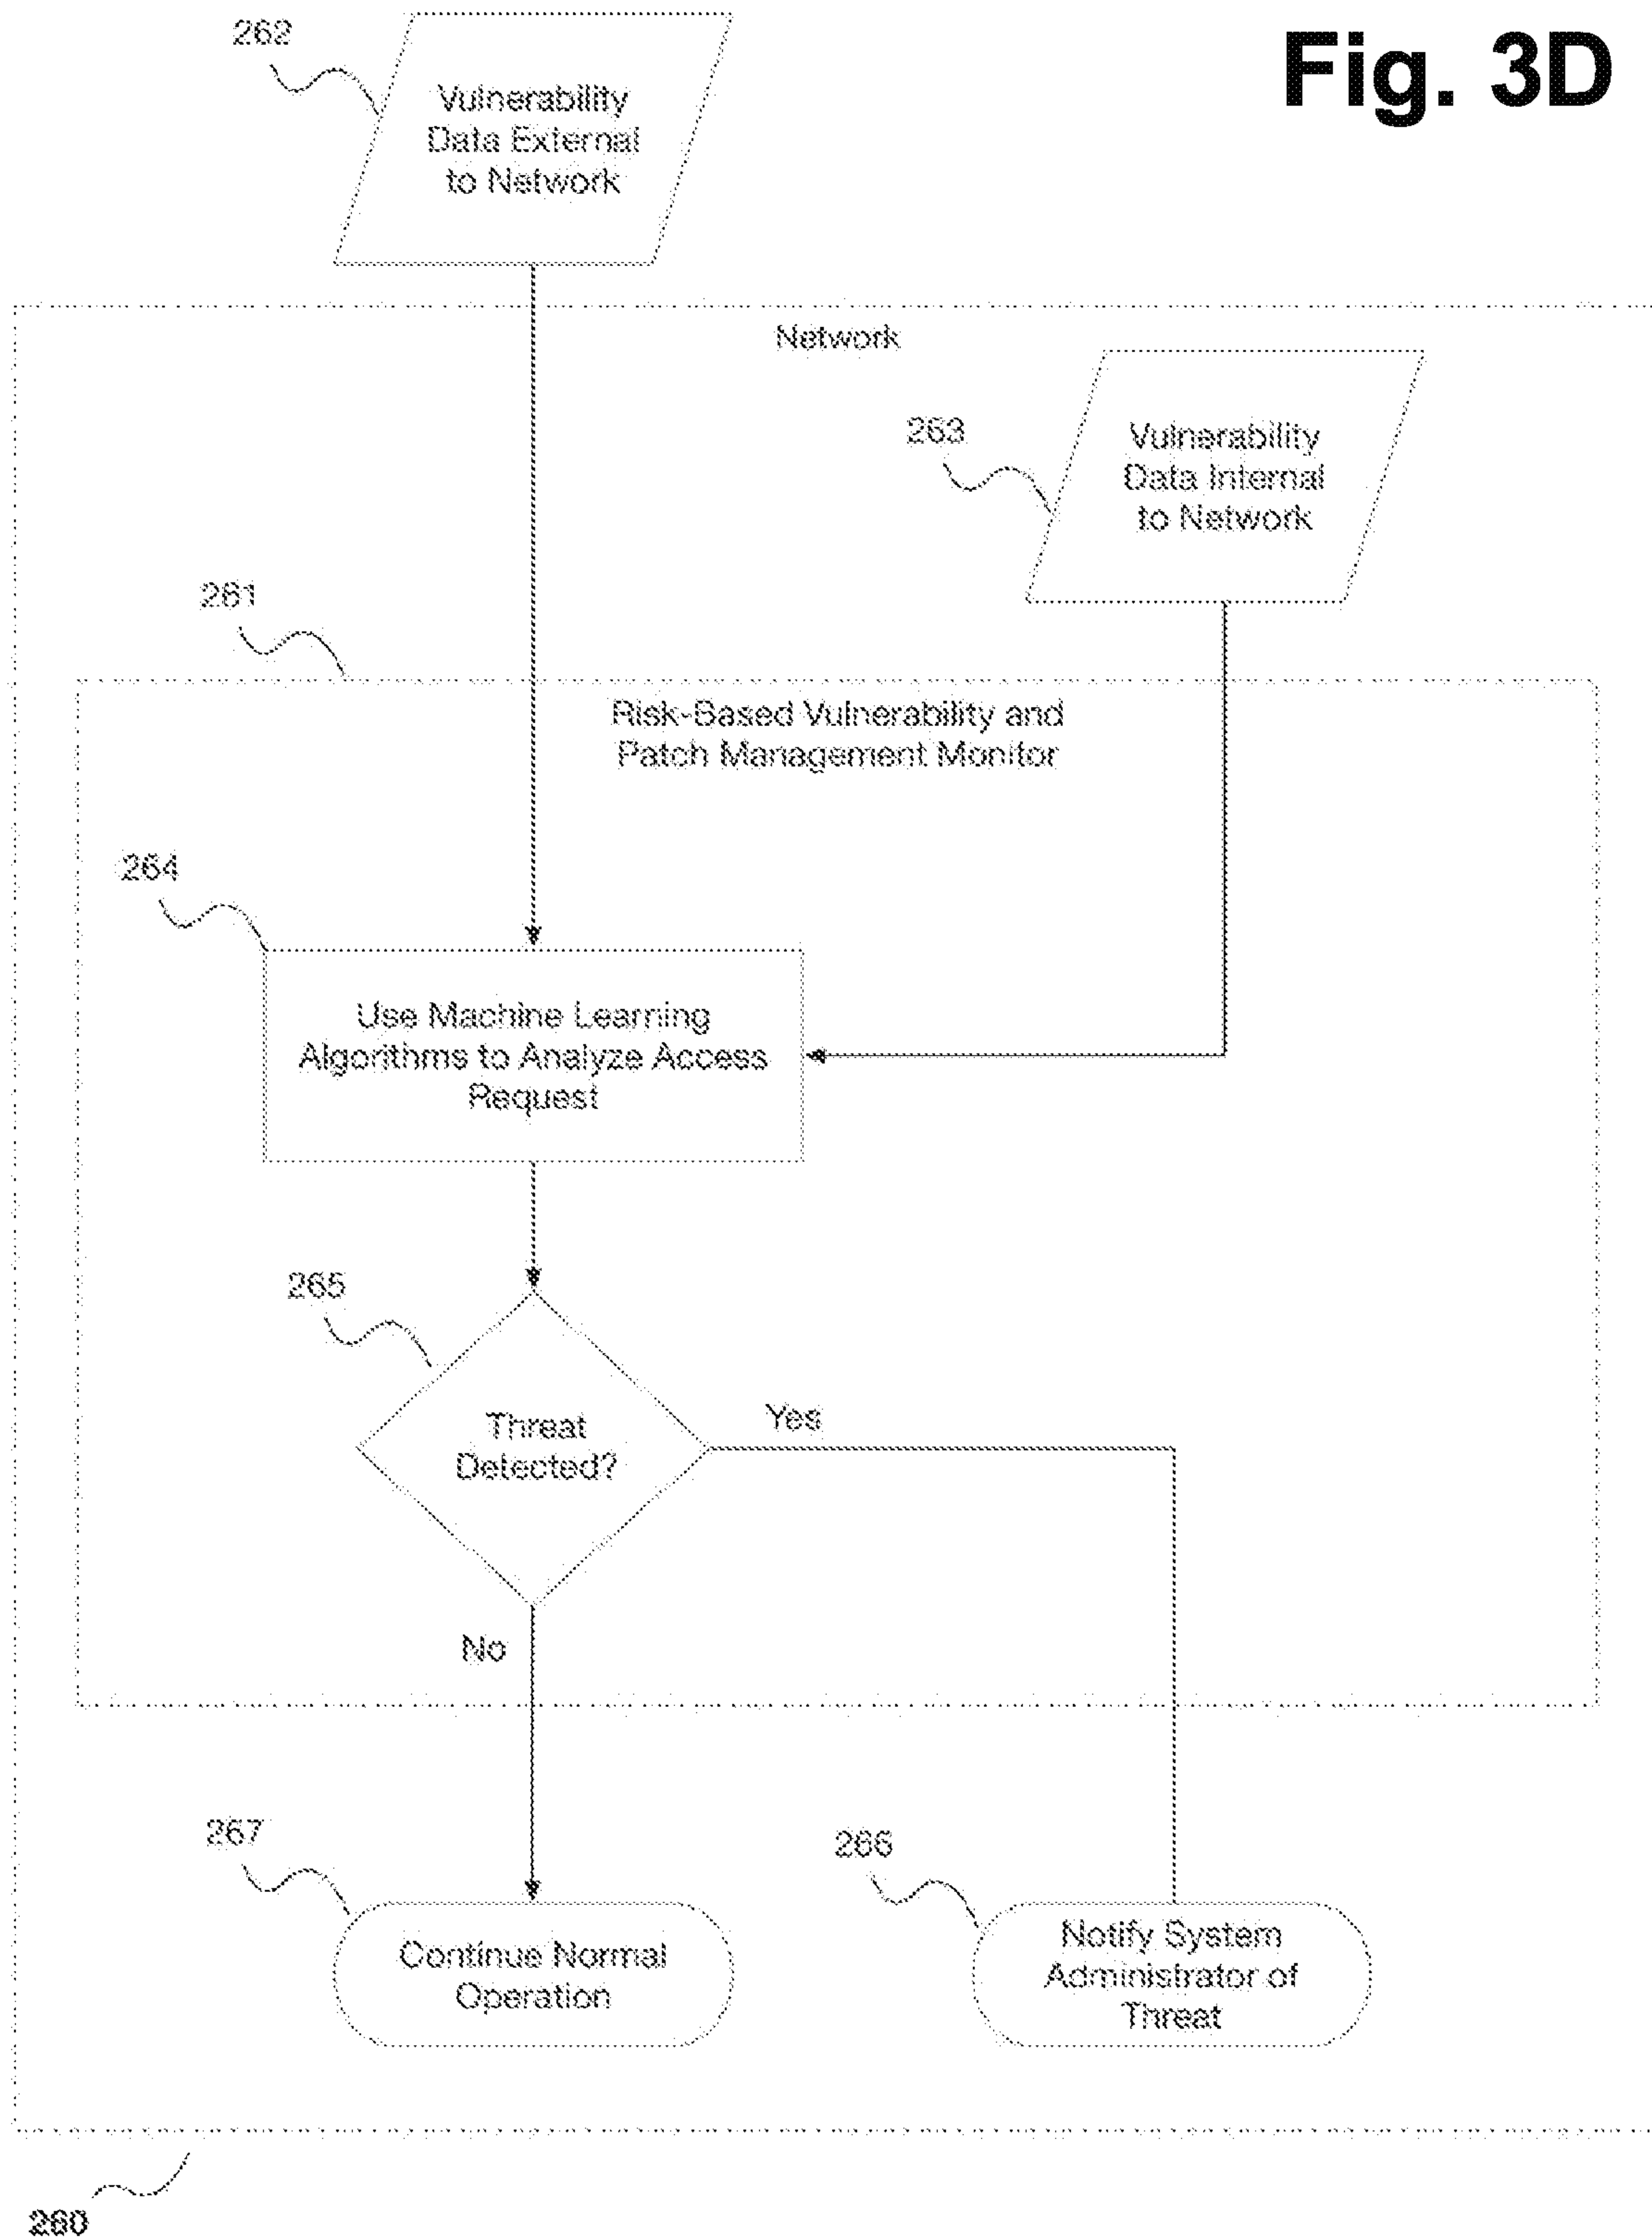 Fig. 3D
262
Vulnerability
Data External
to Network
Network
263
Vulnerability
Data Internal
to Network
261
Risk-Based Vulnerability and
Patch Management Monitor
264
Use Machine Learning
Algorithms to Analyze Access
Request
265
Threat
Detected?
Yes
No
267
Continue Normal
Operation
266
Notify System
Administrator of
Threat
260